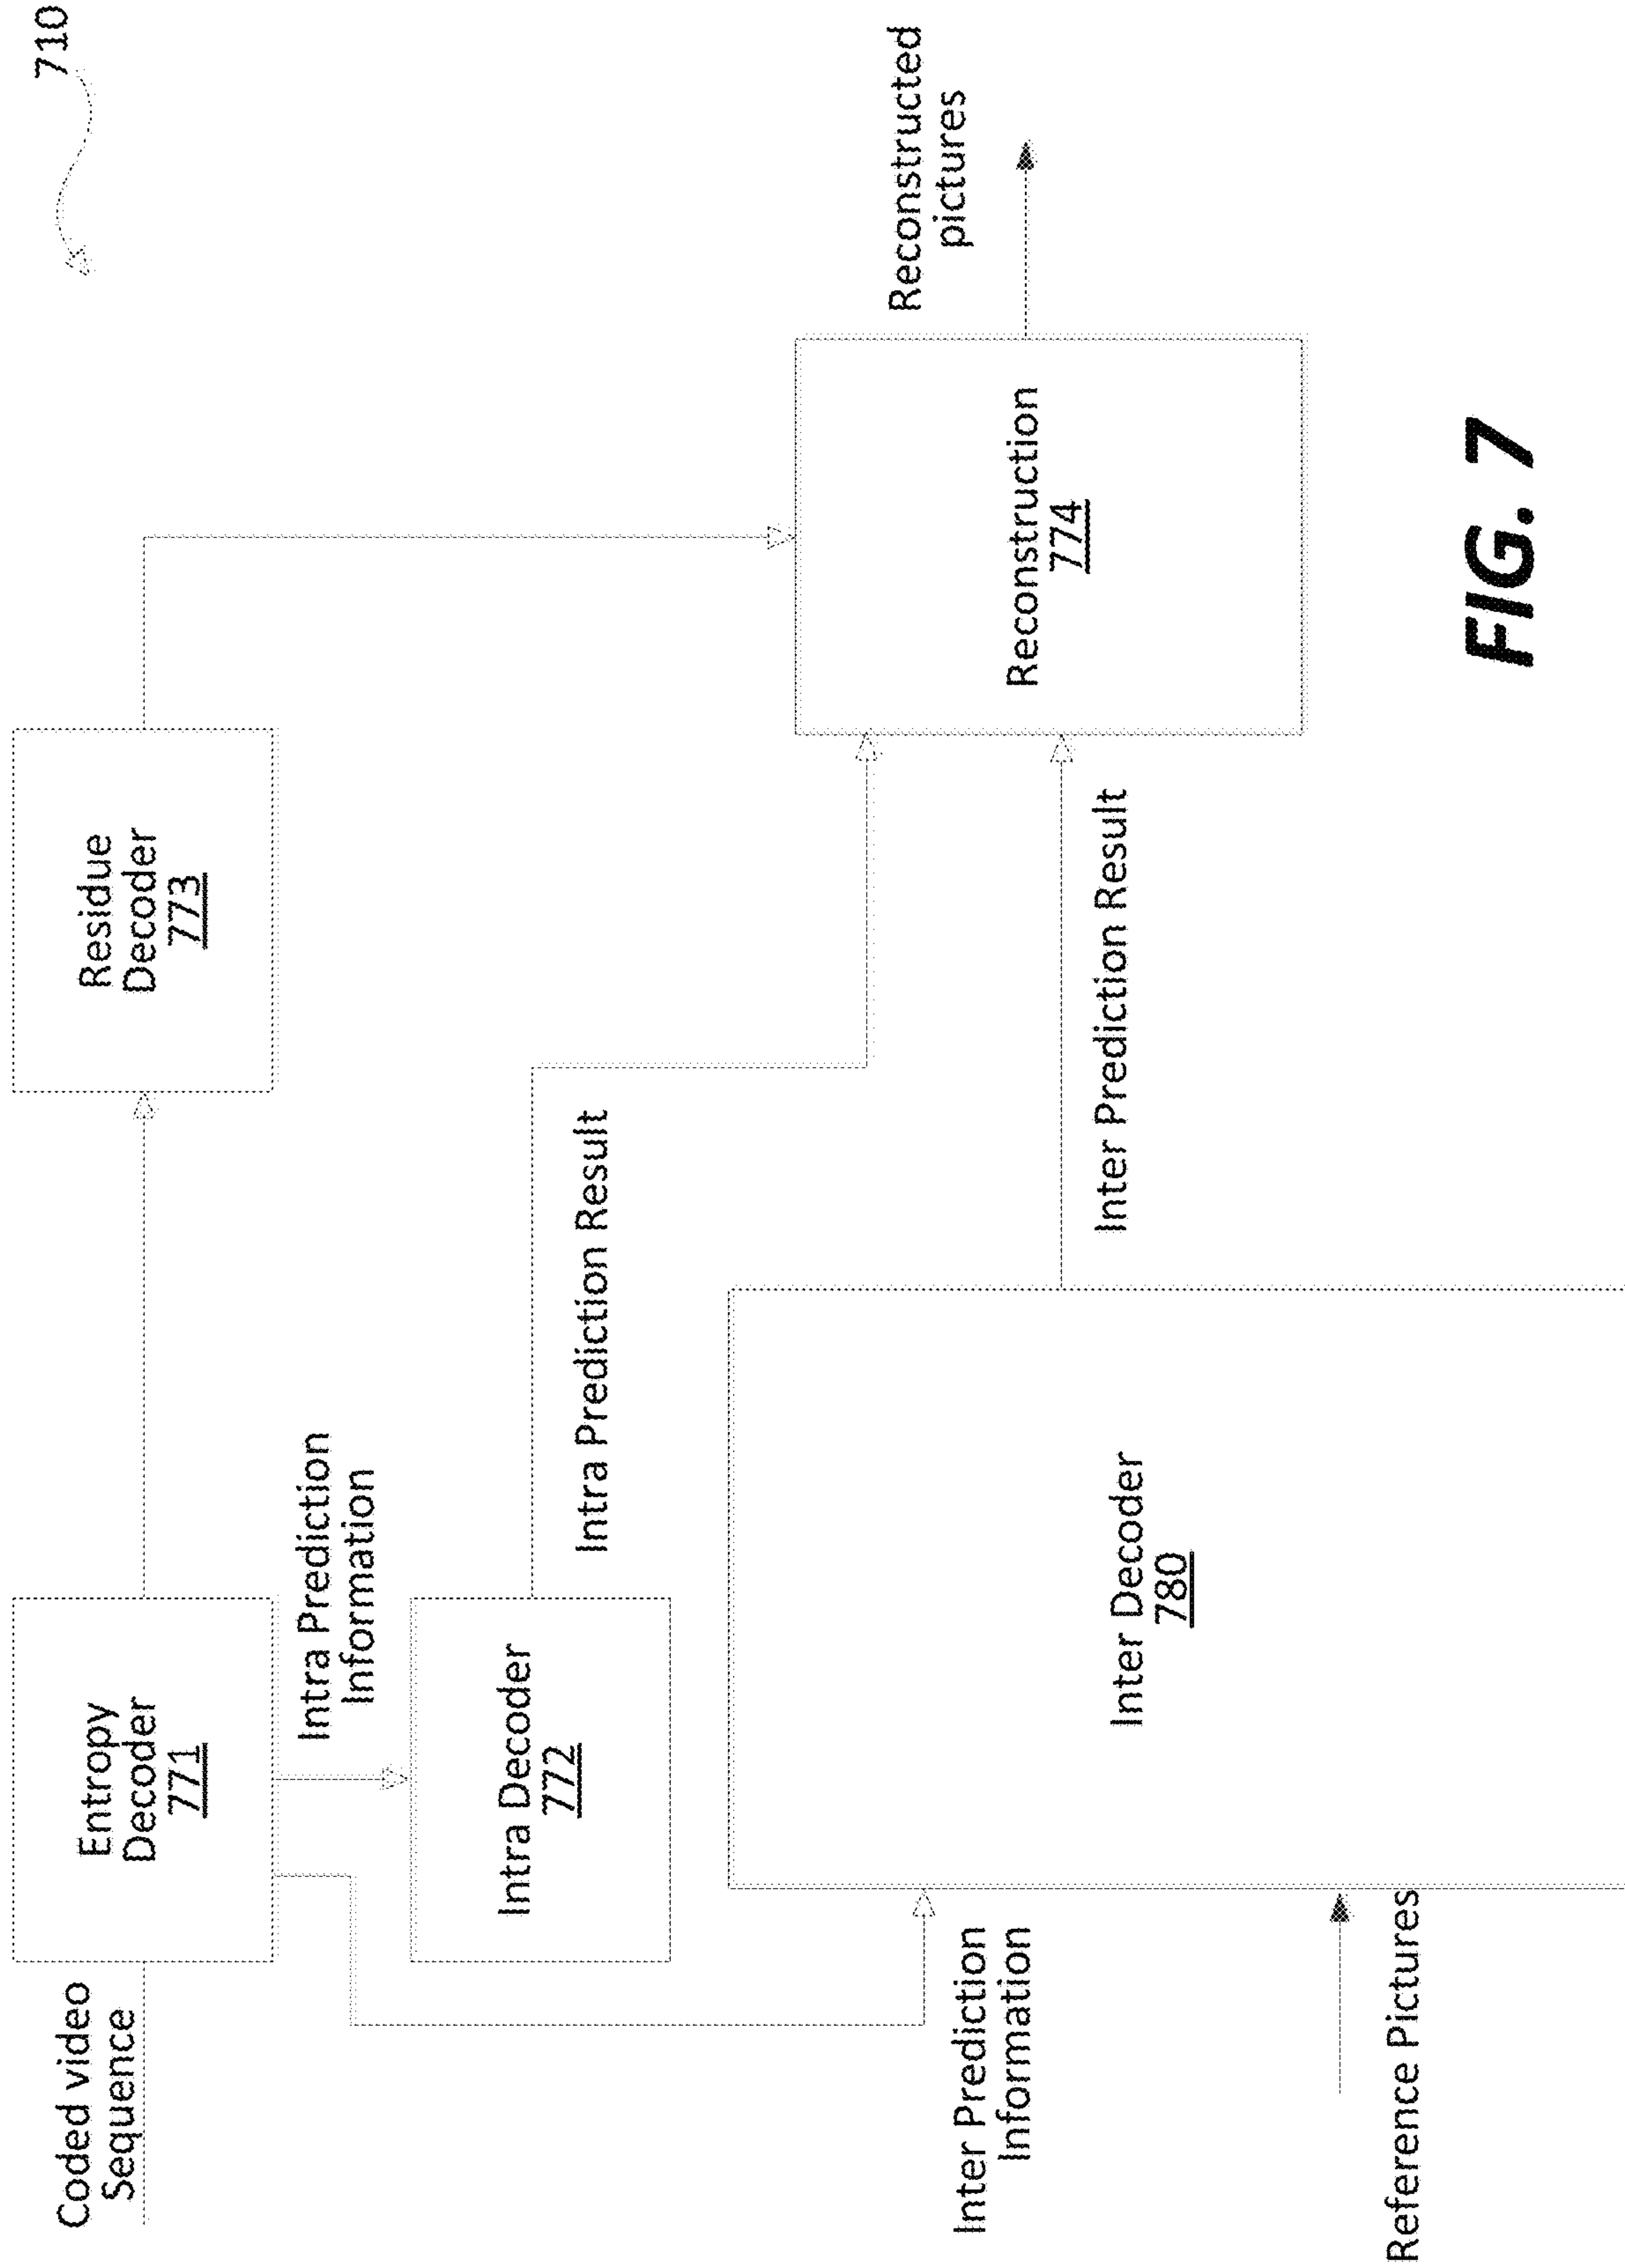 710
Coded video
Sequence
Entropy
Decoder
771
Residue
Decoder
773
Intra Prediction
Information
Intra Decoder
772
Intra Prediction Result
Reconstructed
pictures
Inter Prediction
Information
Inter Decoder
780
Inter Prediction Result
Reconstruction
774
Reference Pictures
FIG. 7